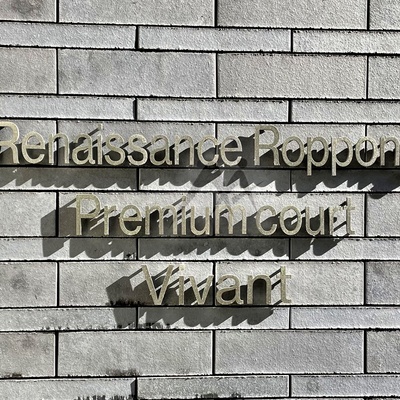 Renaissance Roppon
Premium court
Vivant